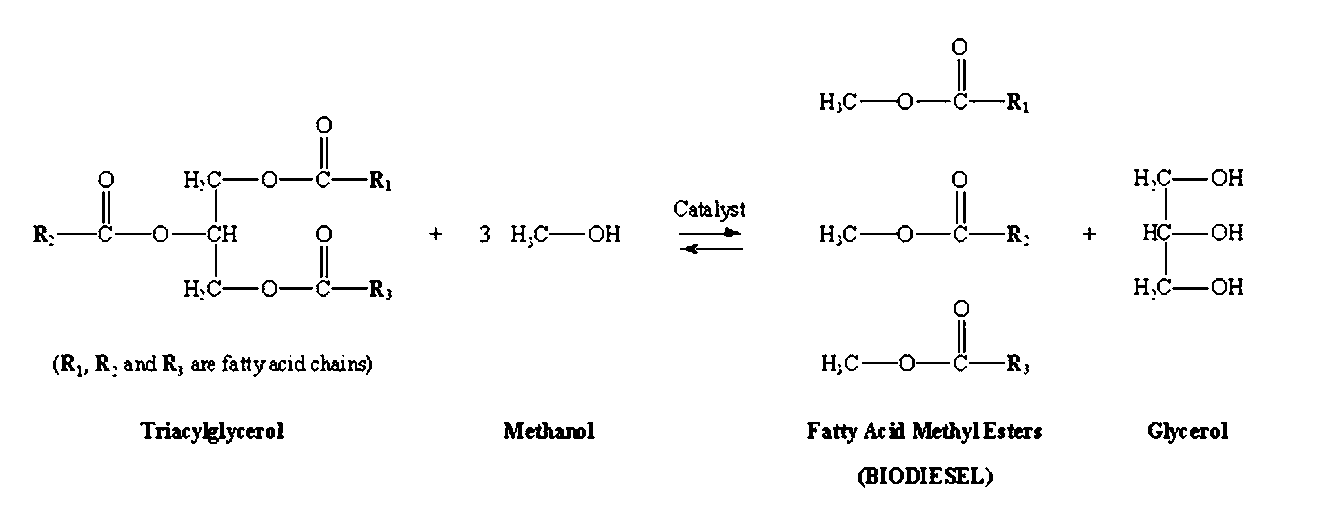 O
H₃C—O—C—R₁
O
H₂C—O—C—R₁
O
R₂—C—O—CH
O
H₂C—O—C—R₃
+
3 H₃C—OH
Catalyst
O
H₃C—O—C—R₂
O
H₃C—O—C—R₃
+
H₂C—OH
HC—OH
H₂C—OH
(R₁, R₂ and R₃ are fatty acid chains)
Triacylglycerol
Methanol
Fatty Acid Methyl Esters
(BIODIESEL)
Glycerol